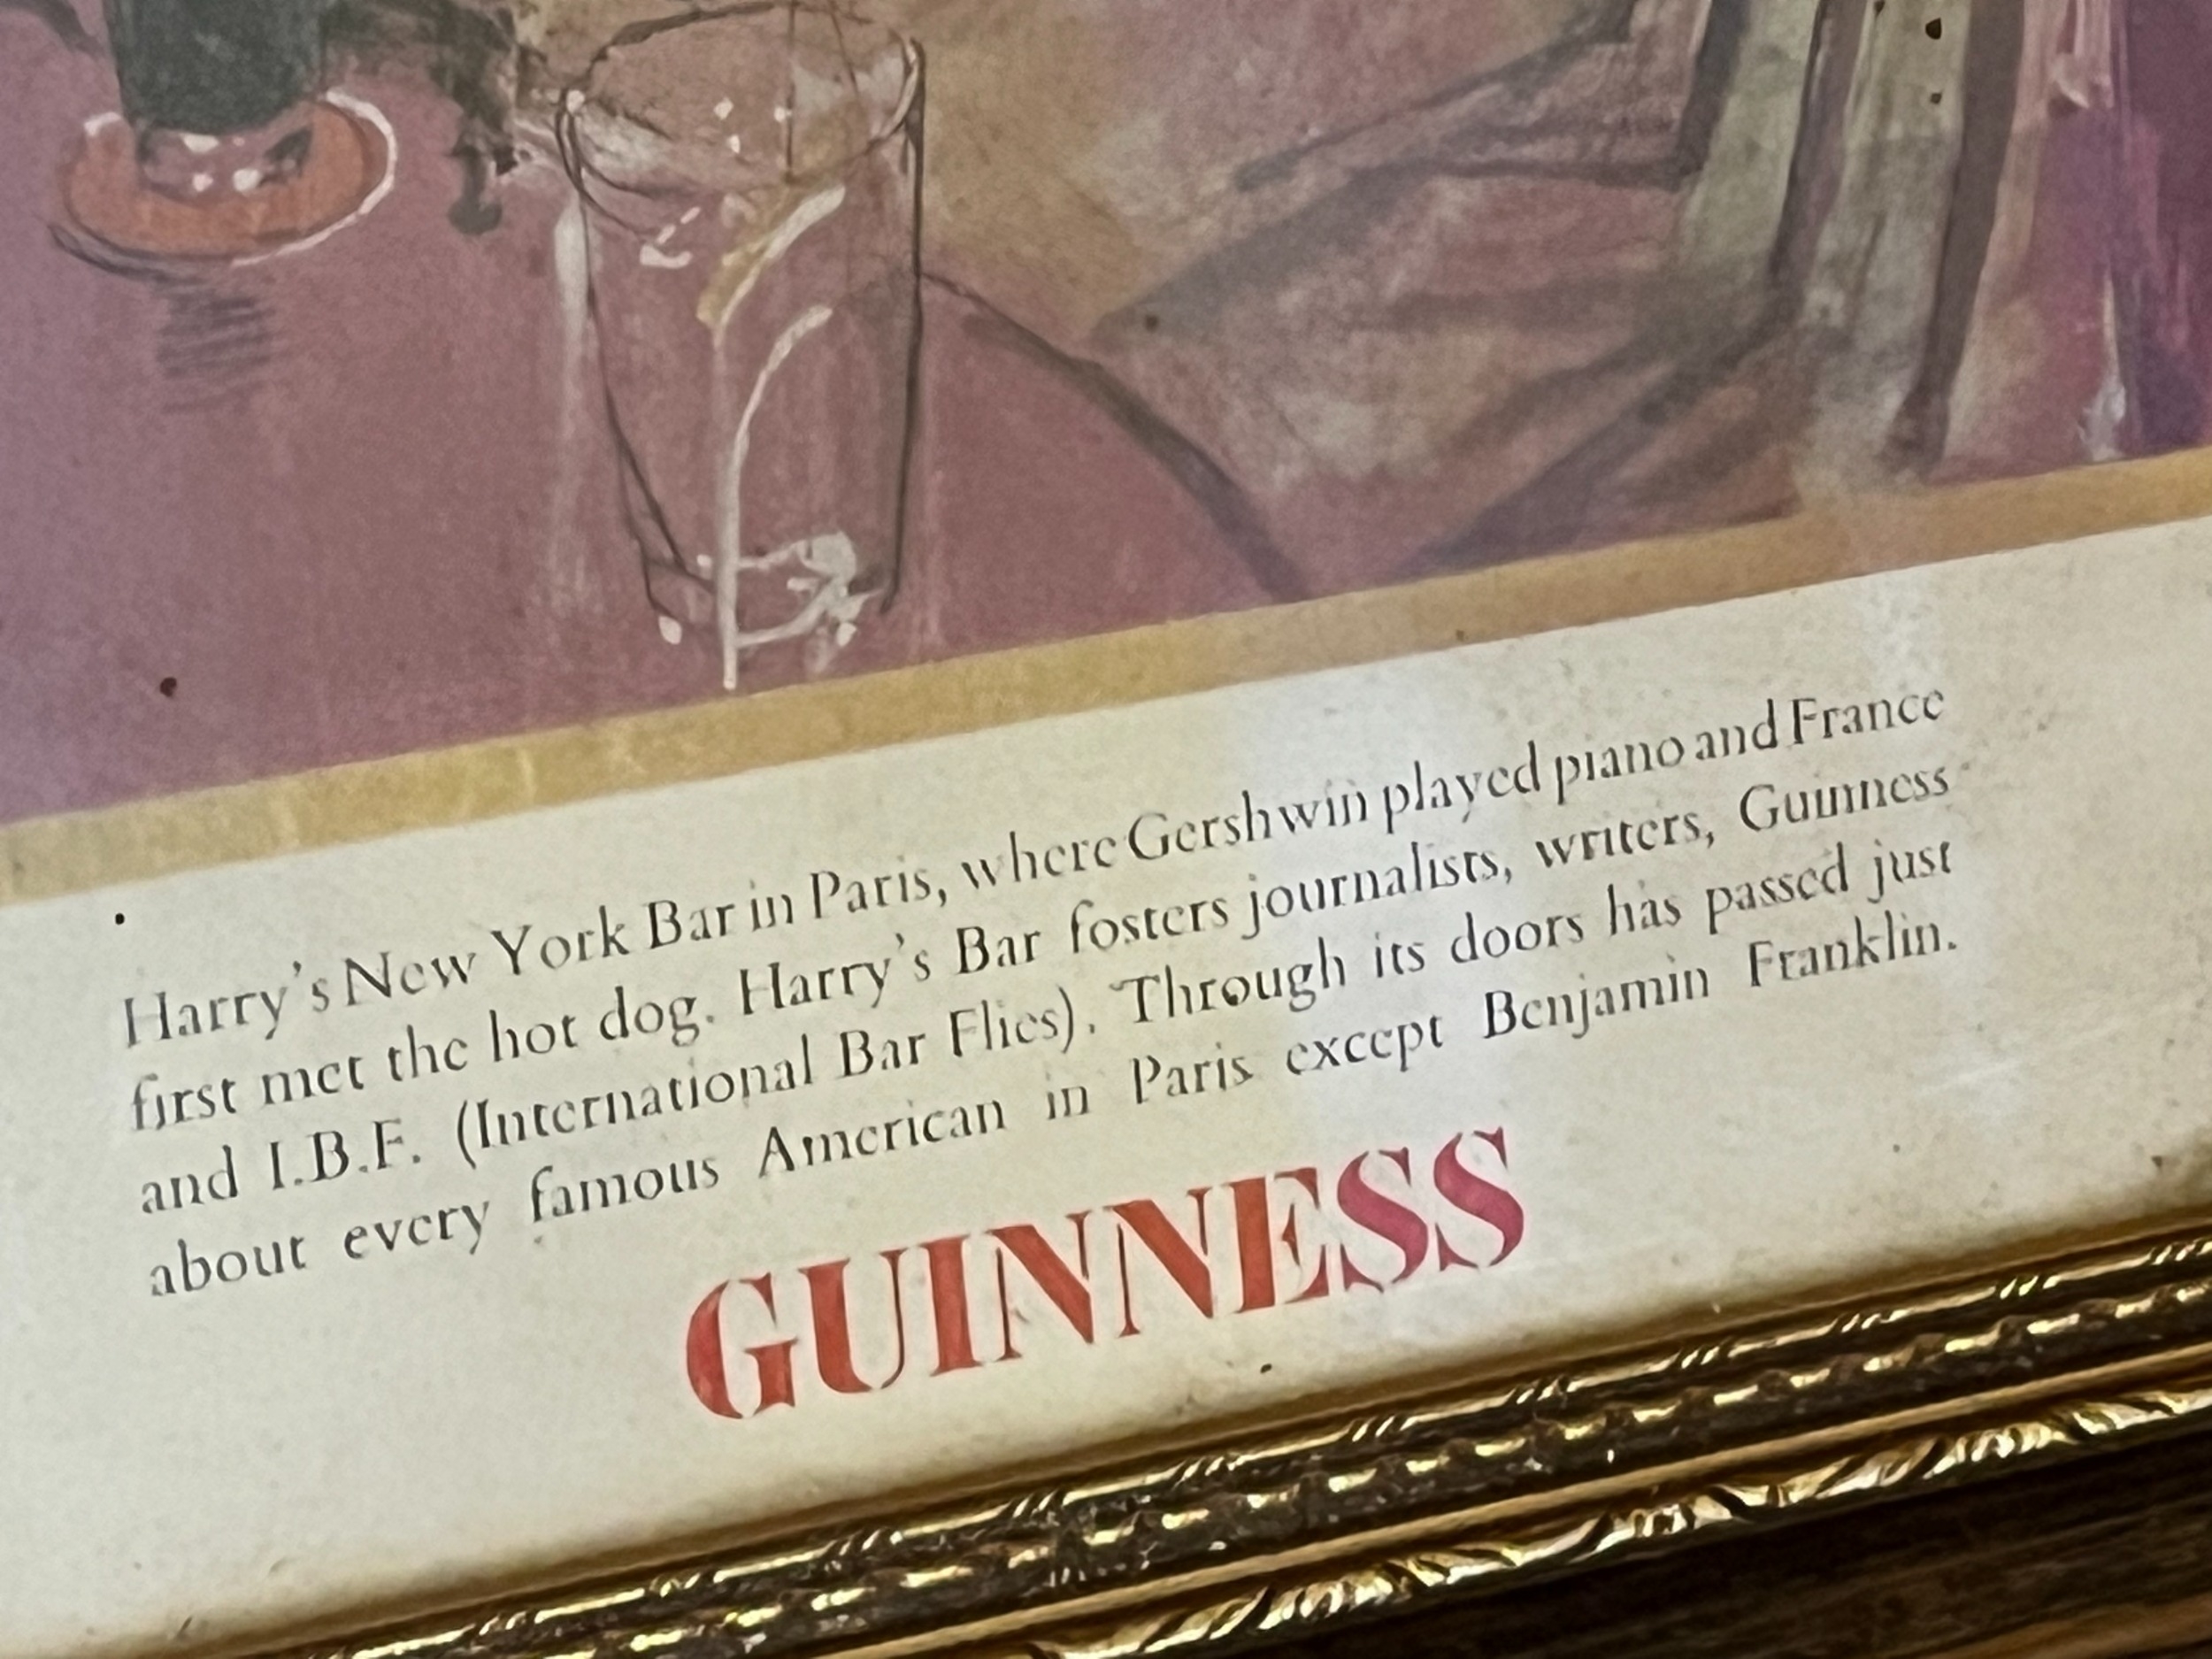 Harry's New York Bar in Paris, where Gershwin played piano and France
first met the hot dog. Harry's Bar fosters journalists, writers, Guinness
and I.B.F. (International Bar Flies). Through its doors has passed just
about every famous American in Paris except Benjamin Franklin.
GUINNESS